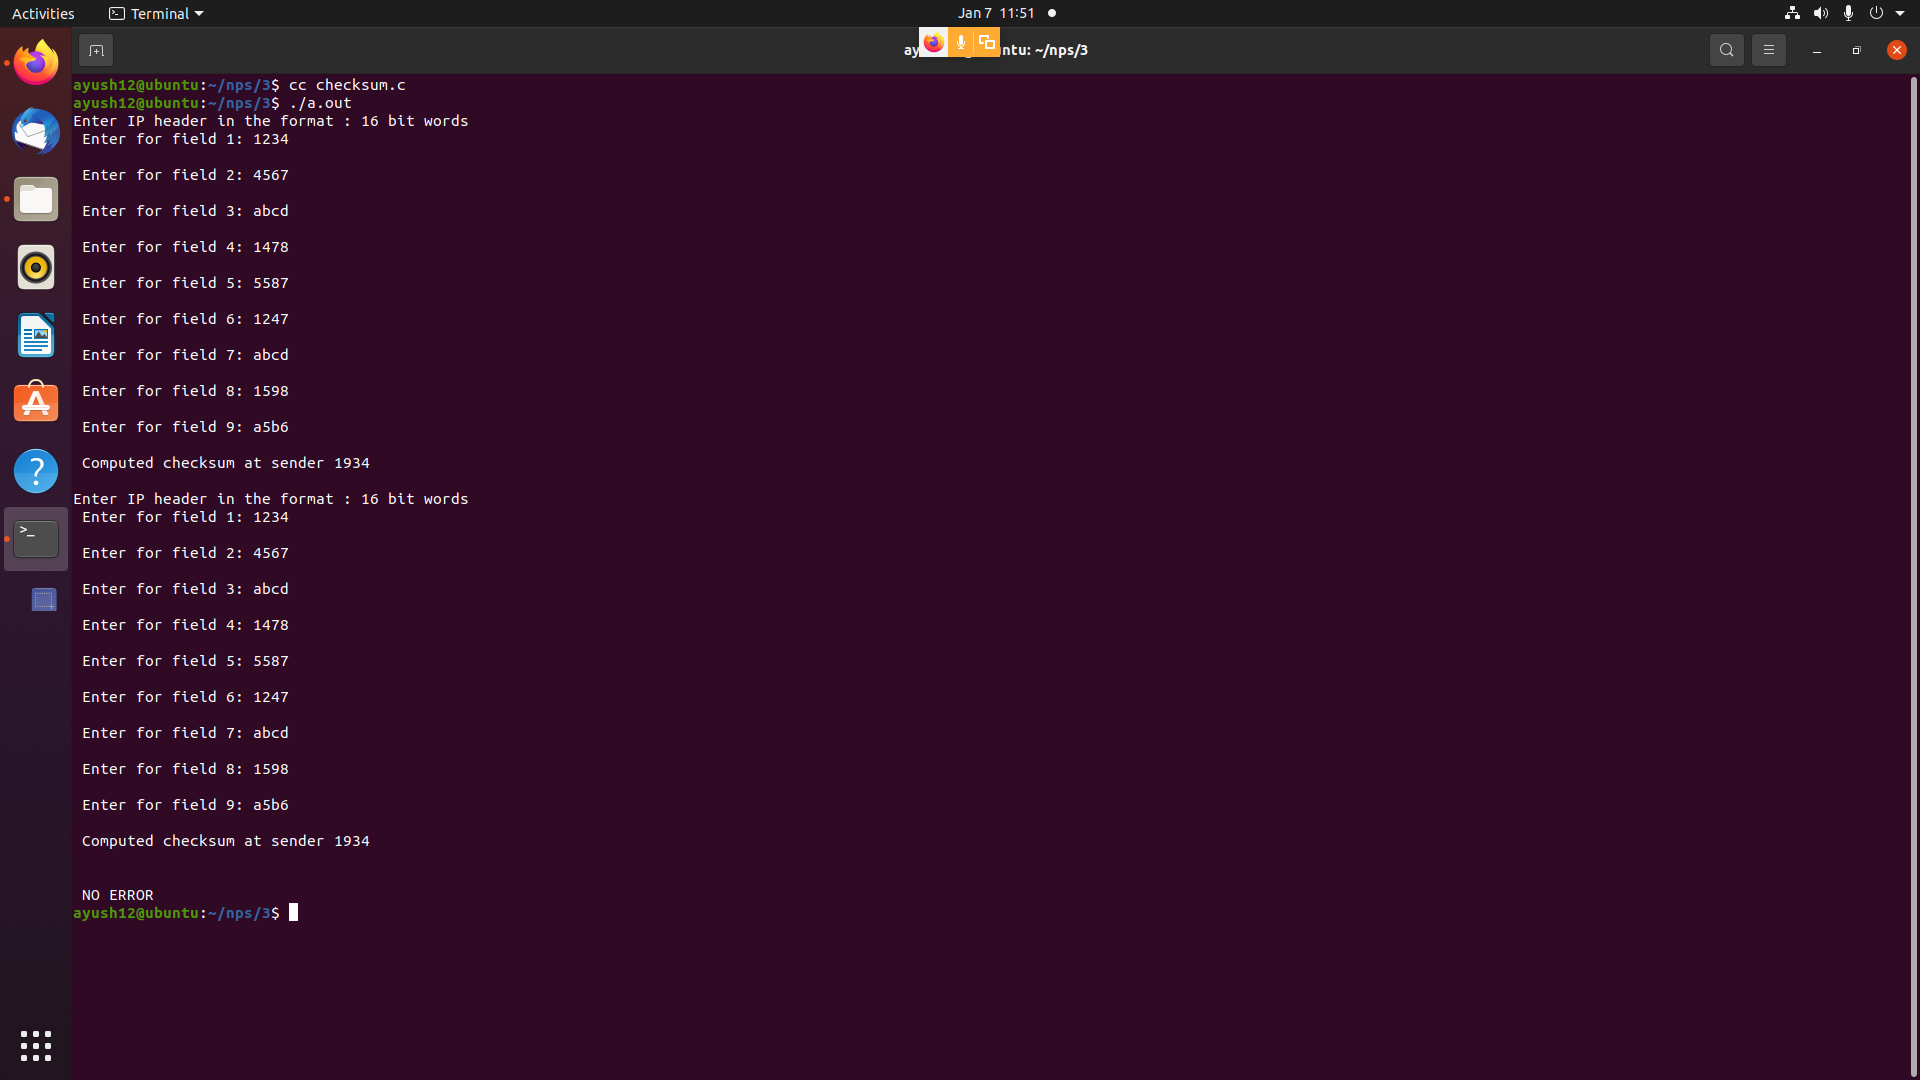 Activities Terminal Jan 7 11:51
ntu: ~/nps/3
ayush12@ubuntu:~/nps/3$ cc checksum.c
ayush12@ubuntu:~/nps/3$ ./a.out
Enter IP header in the format : 16 bit words
Enter for field 1: 1234
Enter for field 2: 4567
Enter for field 3: abcd
Enter for field 4: 1478
Enter for field 5: 5587
Enter for field 6: 1247
Enter for field 7: abcd
Enter for field 8: 1598
Enter for field 9: a5b6
Computed checksum at sender 1934
Enter IP header in the format : 16 bit words
Enter for field 1: 1234
Enter for field 2: 4567
Enter for field 3: abcd
Enter for field 4: 1478
Enter for field 5: 5587
Enter for field 6: 1247
Enter for field 7: abcd
Enter for field 8: 1598
Enter for field 9: a5b6
Computed checksum at sender 1934
NO ERROR
ayush12@ubuntu:~/nps/3$